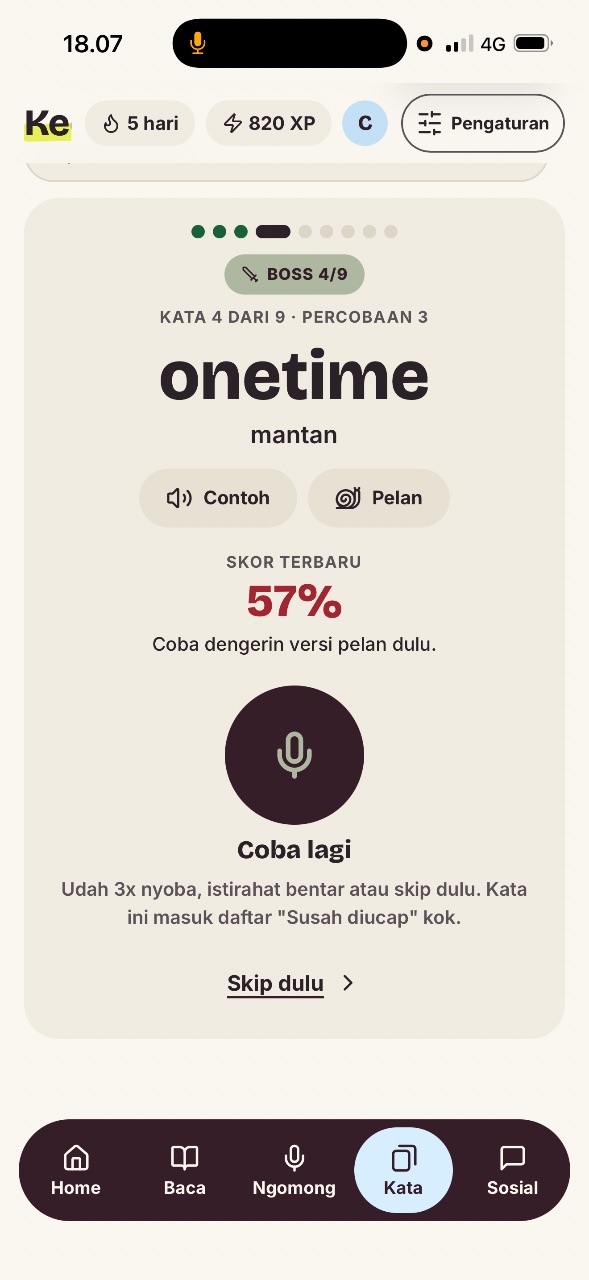 18.07
4G
Ke
5 hari
820 XP
C
Pengaturan
BOSS 4/9
KATA 4 DARI 9 · PERCOBAAN 3
onetime
mantan
Contoh
Pelan
SKOR TERBARU
57%
Coba dengerin versi pelan dulu.
Coba lagi
Udah 3x nyoba, istirahat bentar atau skip dulu. Kata
ini masuk daftar "Susah diucap" kok.
Skip dulu
Home
Baca
Ngomong
Kata
Sosial